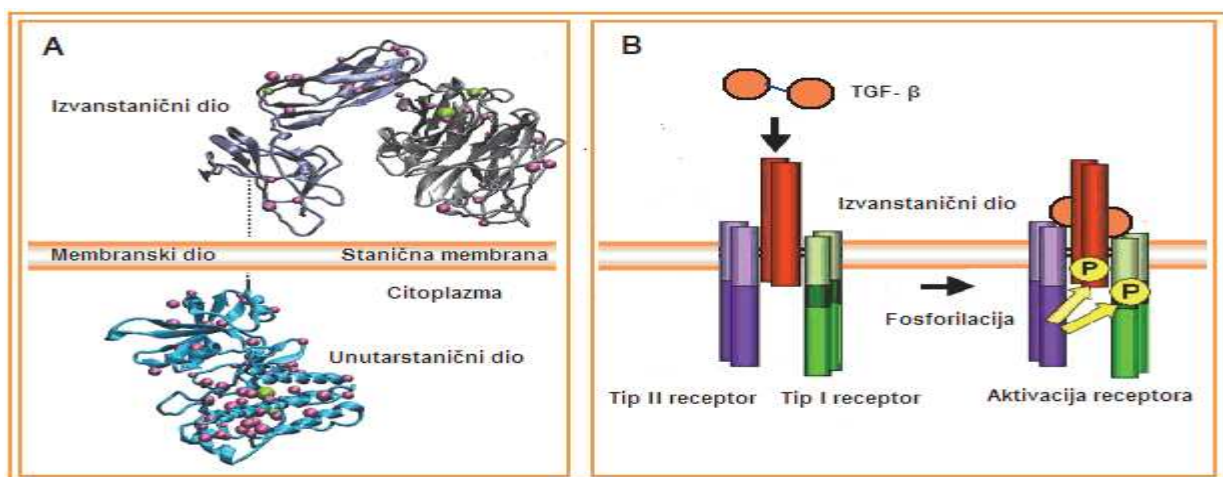 A
Izvanstanični dio
Membranski dio
Stanična membrana
Citoplazma
Unutarstanični dio
B
TGF- β
Izvanstanični dio
P
P
Fosforilacija
Tip II receptor
Tip I receptor
Aktivacija receptora